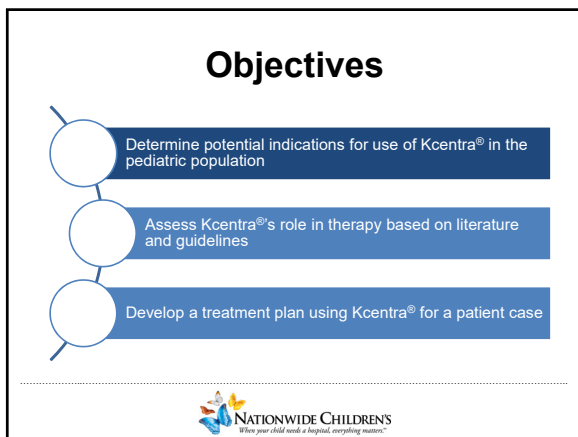 Objectives
Determine potential indications for use of Kcentra® in the
pediatric population
Assess Kcentra®'s role in therapy based on literature
and guidelines
Develop a treatment plan using Kcentra® for a patient case
NATIONWIDE CHILDREN'S
When your child needs a hospital, everything matters.™